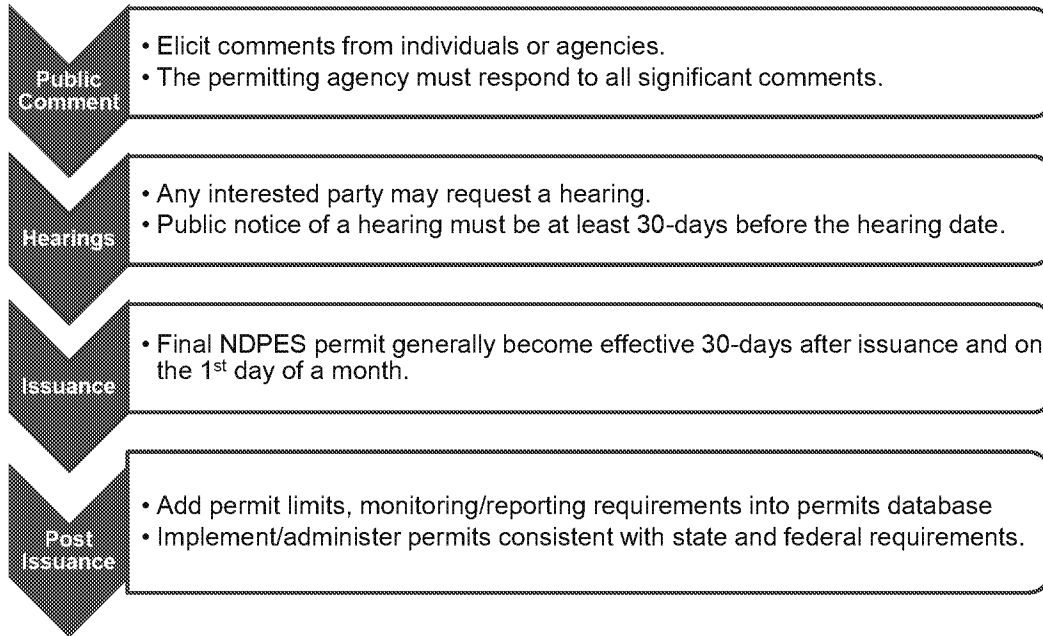 Public
Comment
• Elicit comments from individuals or agencies.
• The permitting agency must respond to all significant comments.
Hearings
• Any interested party may request a hearing.
• Public notice of a hearing must be at least 30-days before the hearing date.
Issuance
• Final NDPES permit generally become effective 30-days after issuance and on
the 1st day of a month.
Post
Issuance
• Add permit limits, monitoring/reporting requirements into permits database
• Implement/administer permits consistent with state and federal requirements.